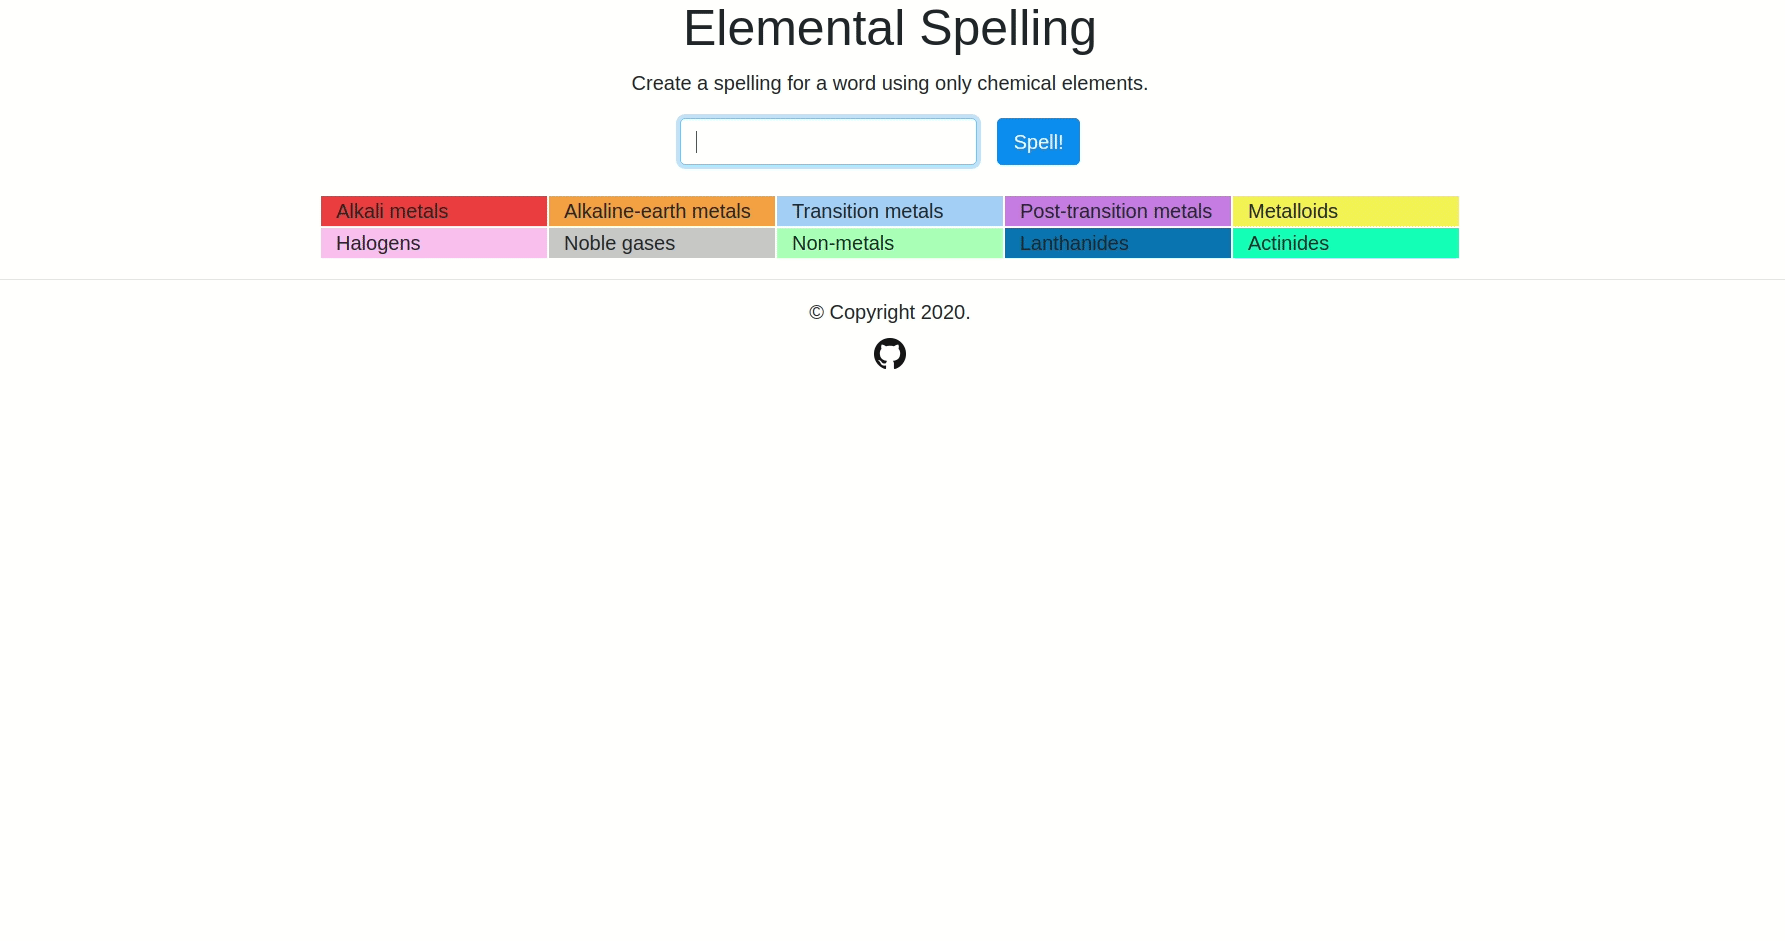 Elemental Spelling
Create a spelling for a word using only chemical elements.
Spell!
Alkali metals Alkaline-earth metals Transition metals Post-transition metals Metalloids
Halogens Noble gases Non-metals Lanthanides Actinides
© Copyright 2020.